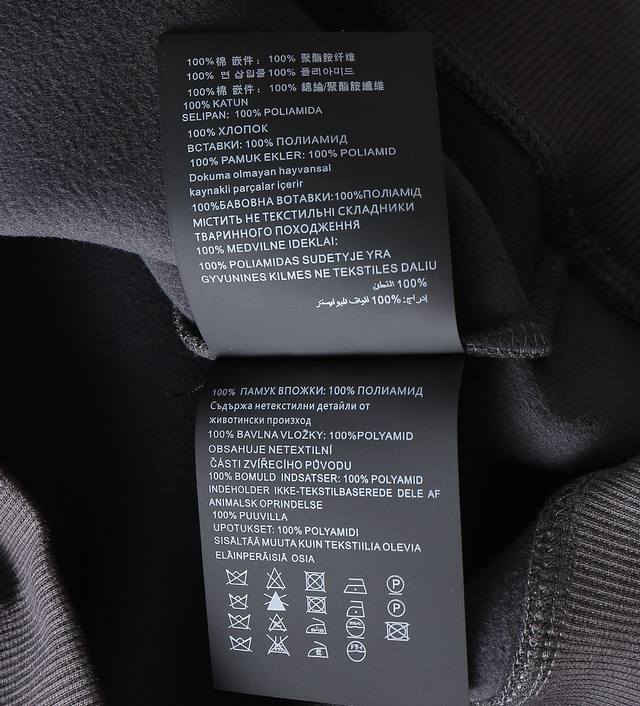 100%棉 嵌件：100% 聚酯胺纤维
100% 면 삽입물 100% 폴리아미드
100%棉 嵌件：100% 錦綸/聚酯胺纖維
100% KATUN
SELIPAN: 100% POLIAMIDA
100% ХЛОПОК
ВСТАВКИ: 100% ПОЛИАМИД
100% PAMUK EKLER: 100% POLIAMID
Dokuma olmayan hayvansal
kaynakli parçalar içerir
100%БАВОВНА ВОТАВКИ:100%ПОЛІАМІД
МІСТИТЬ НЕ ТЕКСТИЛЬНІ СКЛАДНИКИ
ТВАРИННОГО ПОХОДЖЕННЯ
100% MEDVILNE IDEKLAI:
100% POLIAMIDAS SUDETYJE YRA
GYVUNINES KILMES NE TEKSTILES DALIU
100% القطن
إدراج: 100%
100% ПАМУК ВПОЖКИ: 100% ПОЛИАМИД
Съдържа нетекстилни детайли от
животински произход
100% BAVLNA VLOŽKY: 100%POLYAMID
OBSAHUJE NETEXTILNÍ
ČÁSTI ZVÍŘECÍHO PŮVODU
100% BOMULD INDSATSER: 100% POLYAMID
INDEHOLDER IKKE-TEKSTILBASEREDE DELE AF
ANIMALSK OPRINDELSE
100% PUUVILLA
UPOTUKSET: 100% POLYAMIDI
SISÄLTÄÄ MUUTA KUIN TEKSTIILIA OLEVIA
ELÄINPERÄISIÄ OSIA
P
P